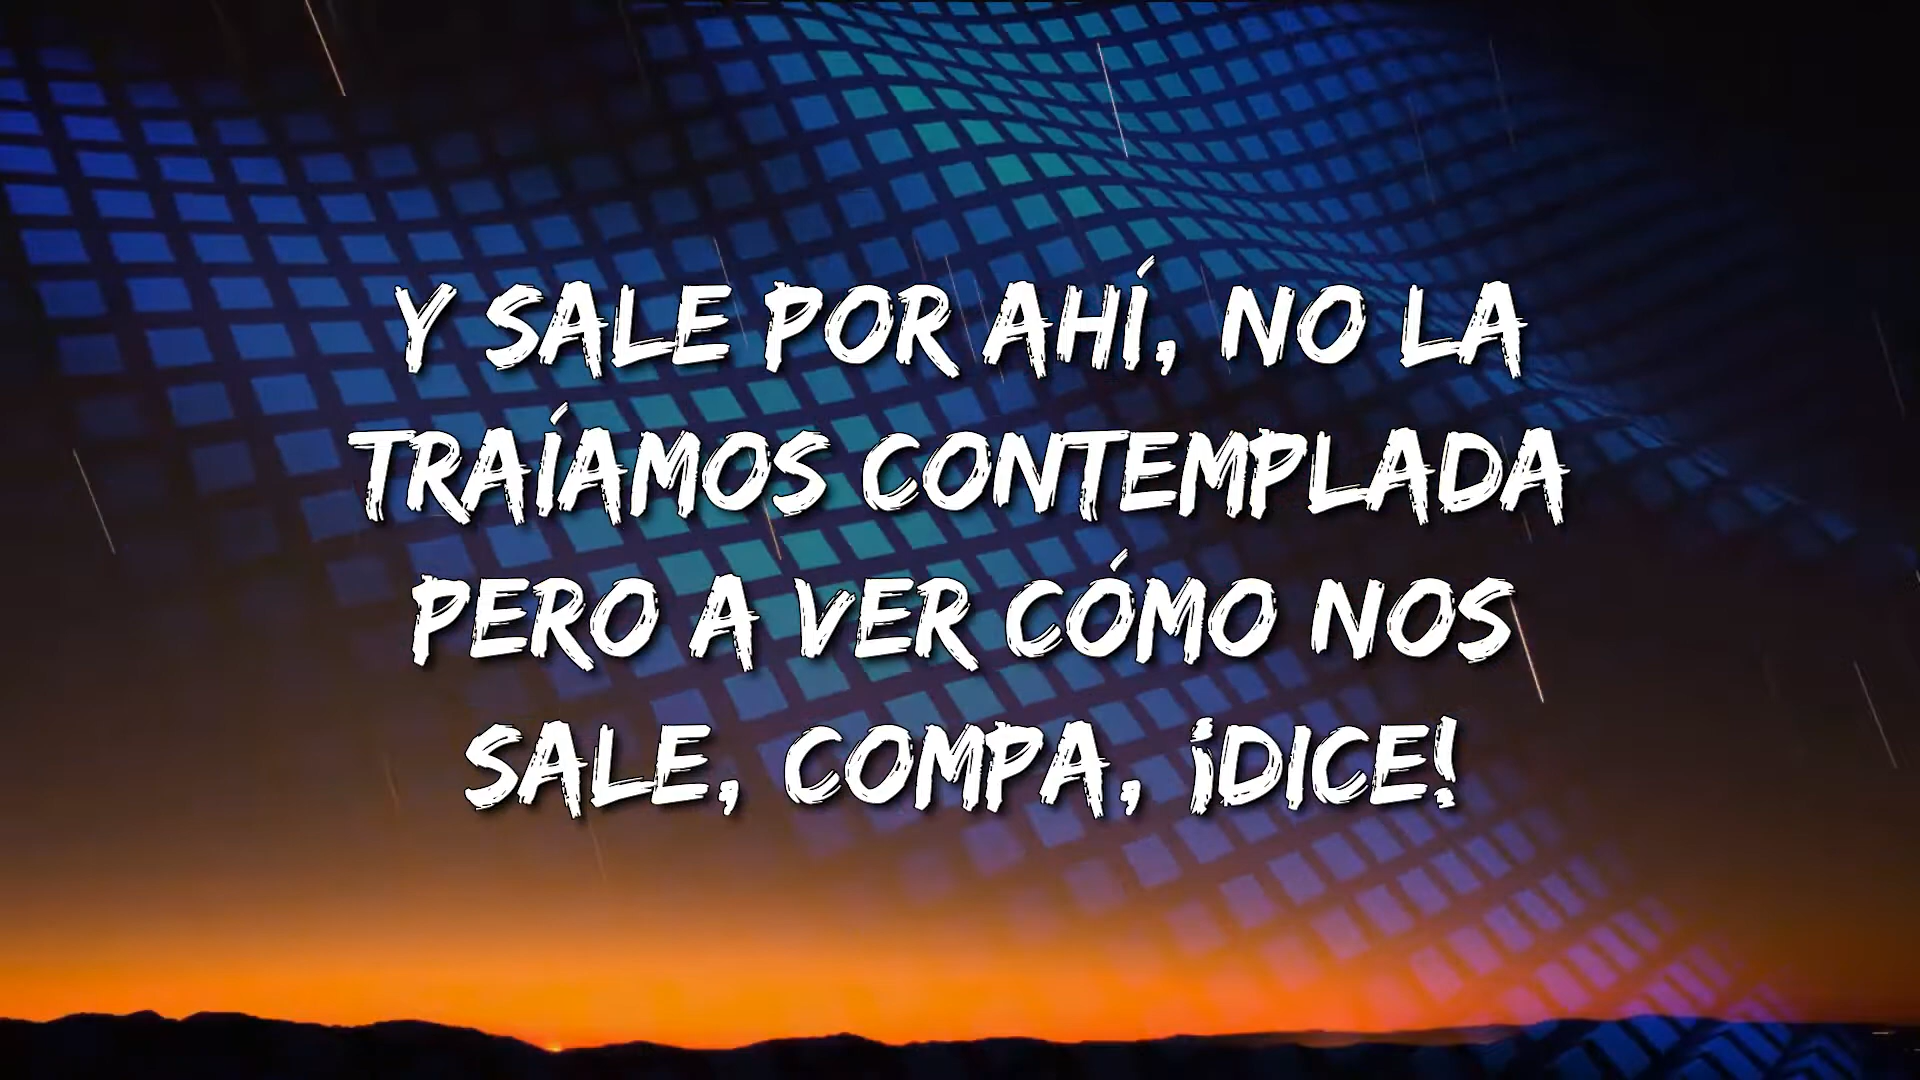 Y SALE POR AHÍ, NO LA
TRAÍAMOS CONTEMPLADA
PERO A VER CÓMO NOS
SALE, COMPA, ¡DICE!